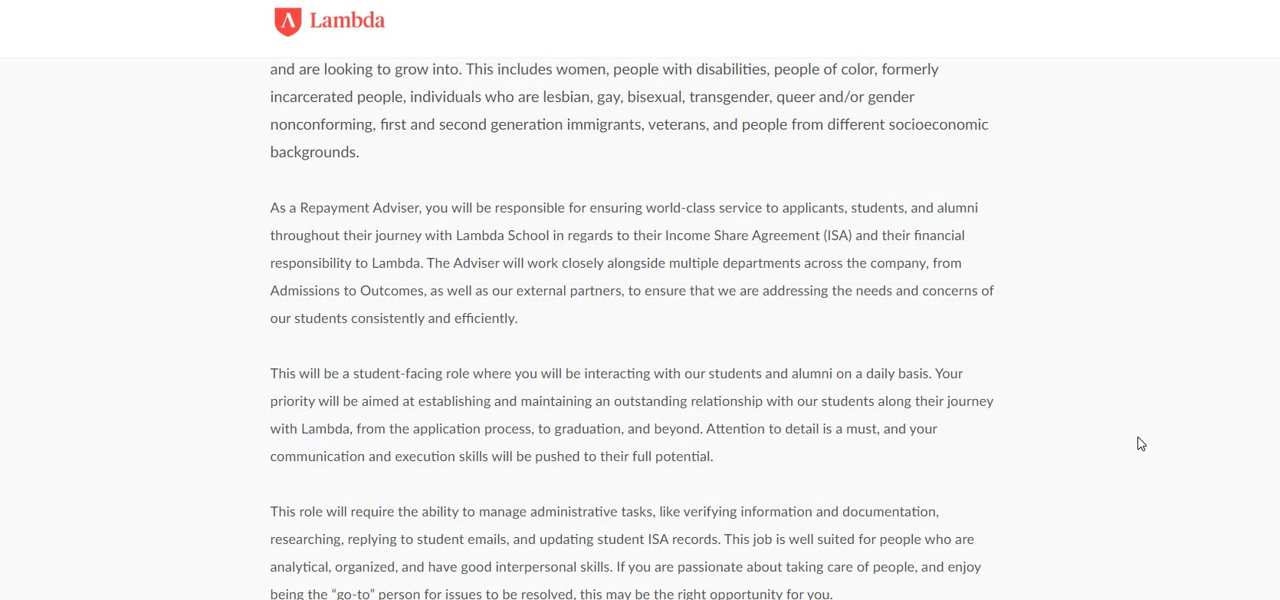 Lambda
and are looking to grow into. This includes women, people with disabilities, people of color, formerly
incarcerated people, individuals who are lesbian, gay, bisexual, transgender, queer and/or gender
nonconforming, first and second generation immigrants, veterans, and people from different socioeconomic
backgrounds.
As a Repayment Adviser, you will be responsible for ensuring world-class service to applicants, students, and alumni
throughout their journey with Lambda School in regards to their Income Share Agreement (ISA) and their financial
responsibility to Lambda. The Adviser will work closely alongside multiple departments across the company, from
Admissions to Outcomes, as well as our external partners, to ensure that we are addressing the needs and concerns of
our students consistently and efficiently.
This will be a student-facing role where you will be interacting with our students and alumni on a daily basis. Your
priority will be aimed at establishing and maintaining an outstanding relationship with our students along their journey
with Lambda, from the application process, to graduation, and beyond. Attention to detail is a must, and your
communication and execution skills will be pushed to their full potential.
This role will require the ability to manage administrative tasks, like verifying information and documentation,
researching, replying to student emails, and updating student ISA records. This job is well suited for people who are
analytical, organized, and have good interpersonal skills. If you are passionate about taking care of people, and enjoy
being the “go-to” person for issues to be resolved, this may be the right opportunity for you.